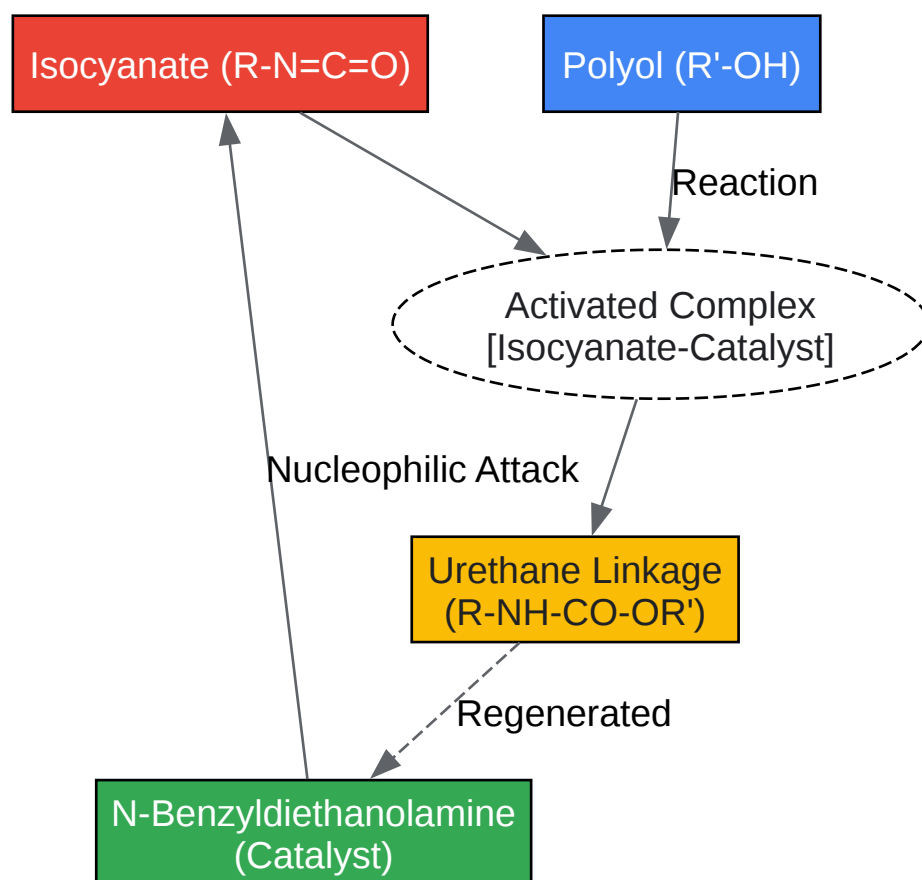 Isocyanate (R-N=C=O)
Polyol (R'-OH)
Reaction
Activated Complex
[Isocyanate-Catalyst]
Nucleophilic Attack
Urethane Linkage
(R-NH-CO-OR')
Regenerated
N-Benzyldiethanolamine
(Catalyst)